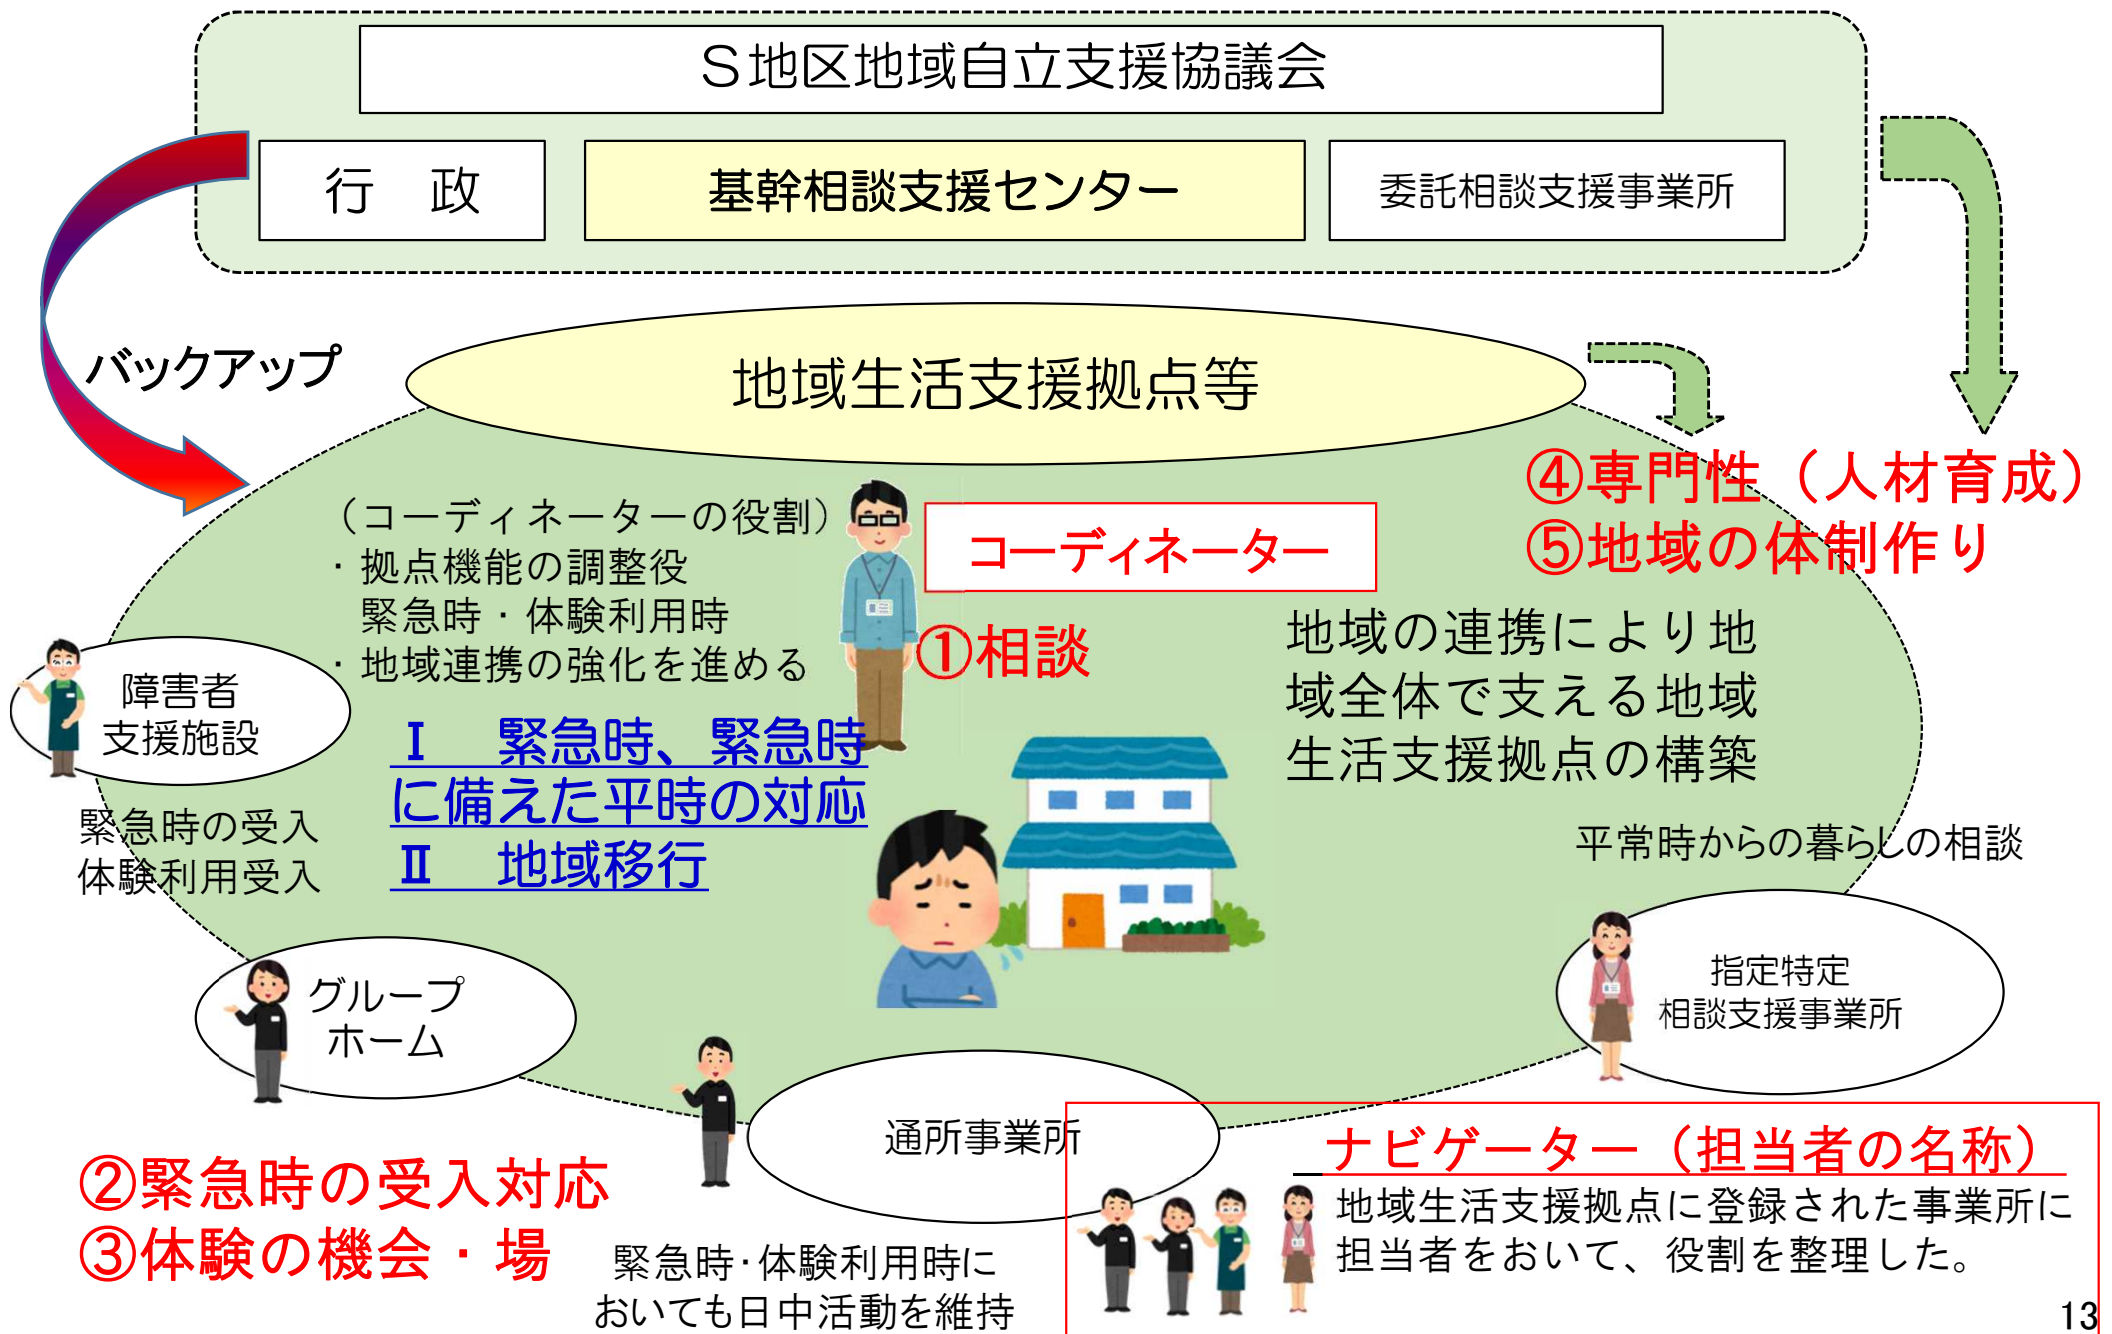 S地区地域自立支援協議会
行　政
基幹相談支援センター
委託相談支援事業所
バックアップ
地域生活支援拠点等
④専門性（人材育成）
⑤地域の体制作り
（コーディネーターの役割）
・拠点機能の調整役
緊急時・体験利用時
・地域連携の強化を進める
コーディネーター
①相談
地域の連携により地
域全体で支える地域
生活支援拠点の構築
障害者
支援施設
Ⅰ　緊急時、緊急時
に備えた平時の対応
Ⅱ　地域移行
緊急時の受入
体験利用受入
平常時からの暮らしの相談
グループ
ホーム
指定特定
相談支援事業所
通所事業所
②緊急時の受入対応
③体験の機会・場
緊急時・体験利用時に
おいても日中活動を維持
ナビゲーター（担当者の名称）
地域生活支援拠点に登録された事業所に
担当者をおいて、役割を整理した。
13